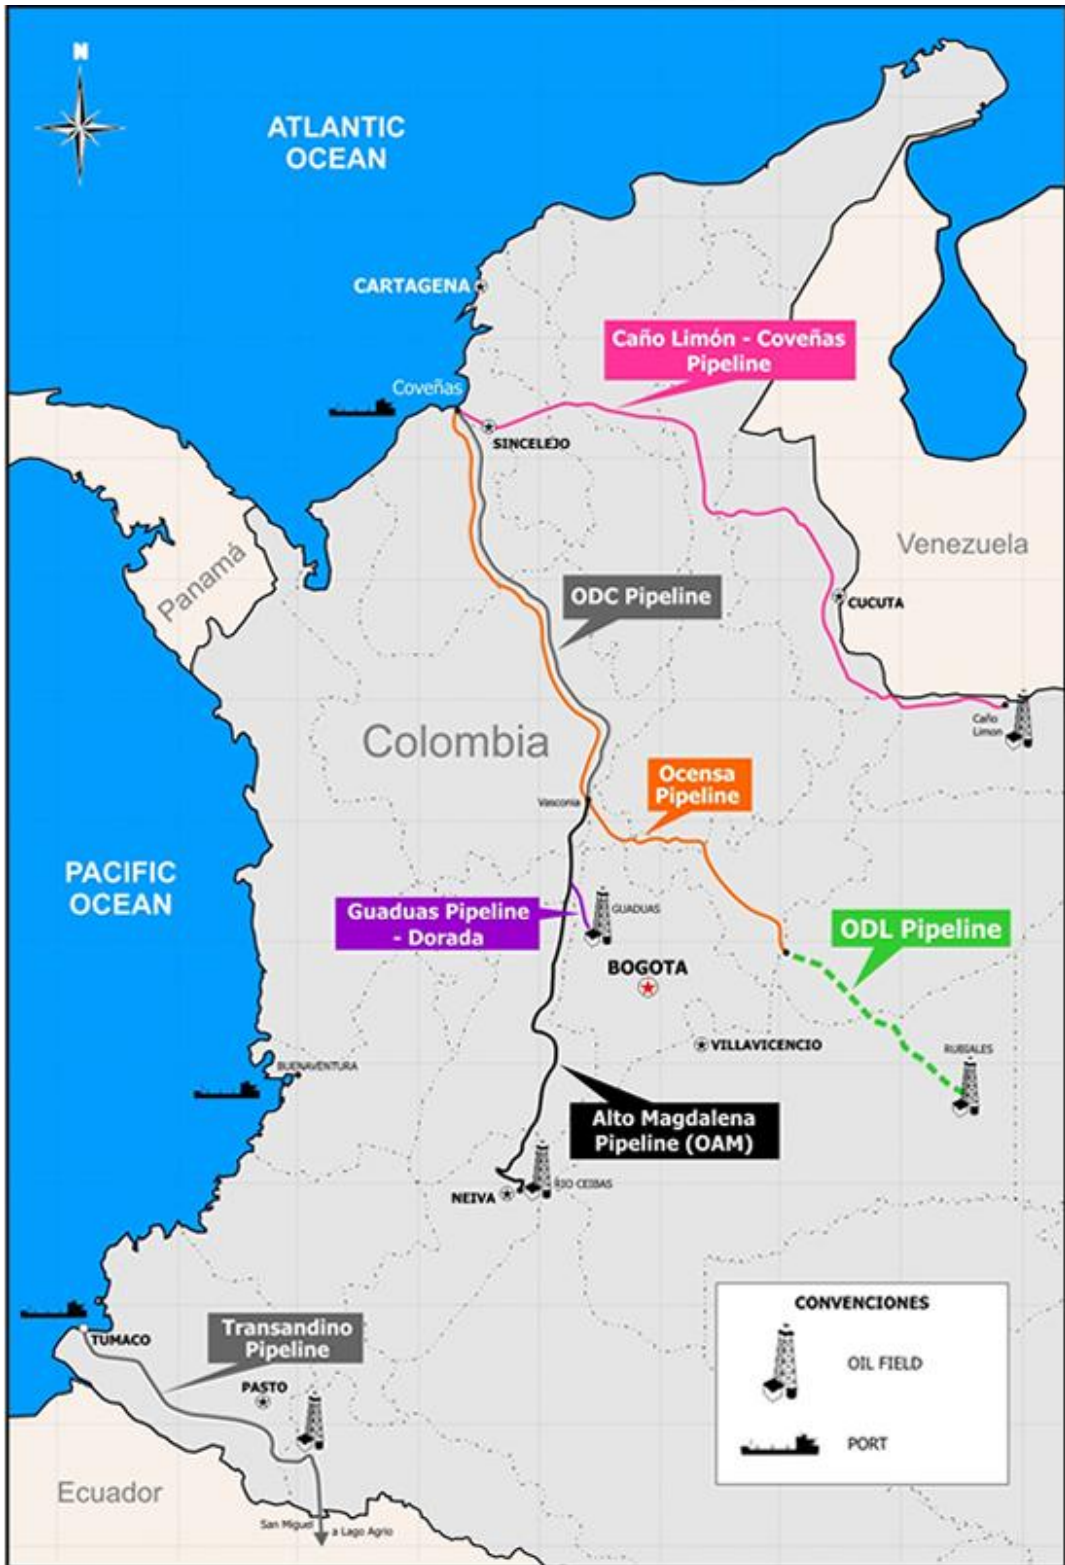 N
ATLANTIC
OCEAN
CARTAGENA
Caño Limón - Coveñas
Pipeline
Coveñas
SINCELEJO
Venezuela
Panamá
ODC Pipeline
CUCUTA
Caño
Limon
Colombia
Ocensa
Pipeline
Vasconia
PACIFIC
OCEAN
Guaduas Pipeline
- Dorada
GUADUAS
ODL Pipeline
BOGOTA
VILLAVICENCIO
RUBIALES
BUENAVENTURA
Alto Magdalena
Pipeline (OAM)
NEIVA
RIO CEIBAS
CONVENCIONES
OIL FIELD
PORT
TUMACO
Transandino
Pipeline
PASTO
Ecuador
San Miguel
a Lago Agrio